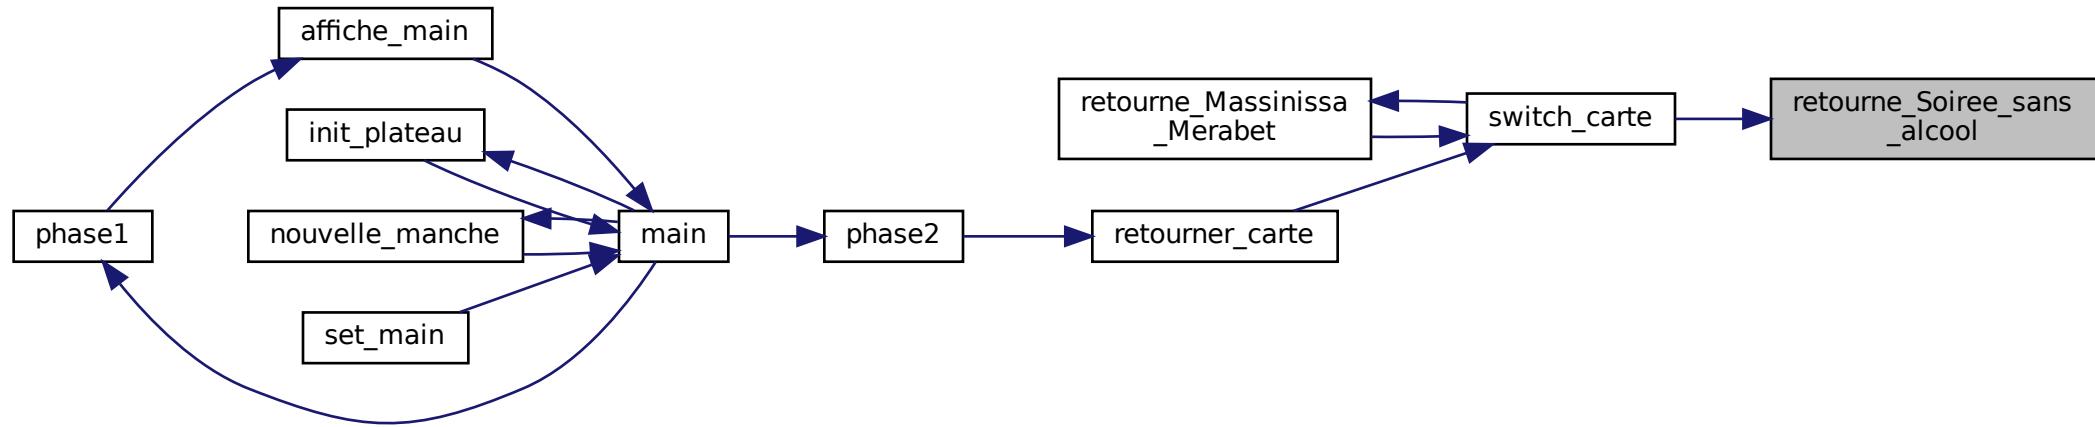 affiche_main
init_plateau
phase1
nouvelle_manche
set_main
main
phase2
retourne_Massinissa
_Merabet
retourner_carte
switch_carte
retourne_Soiree_sans
_alcool